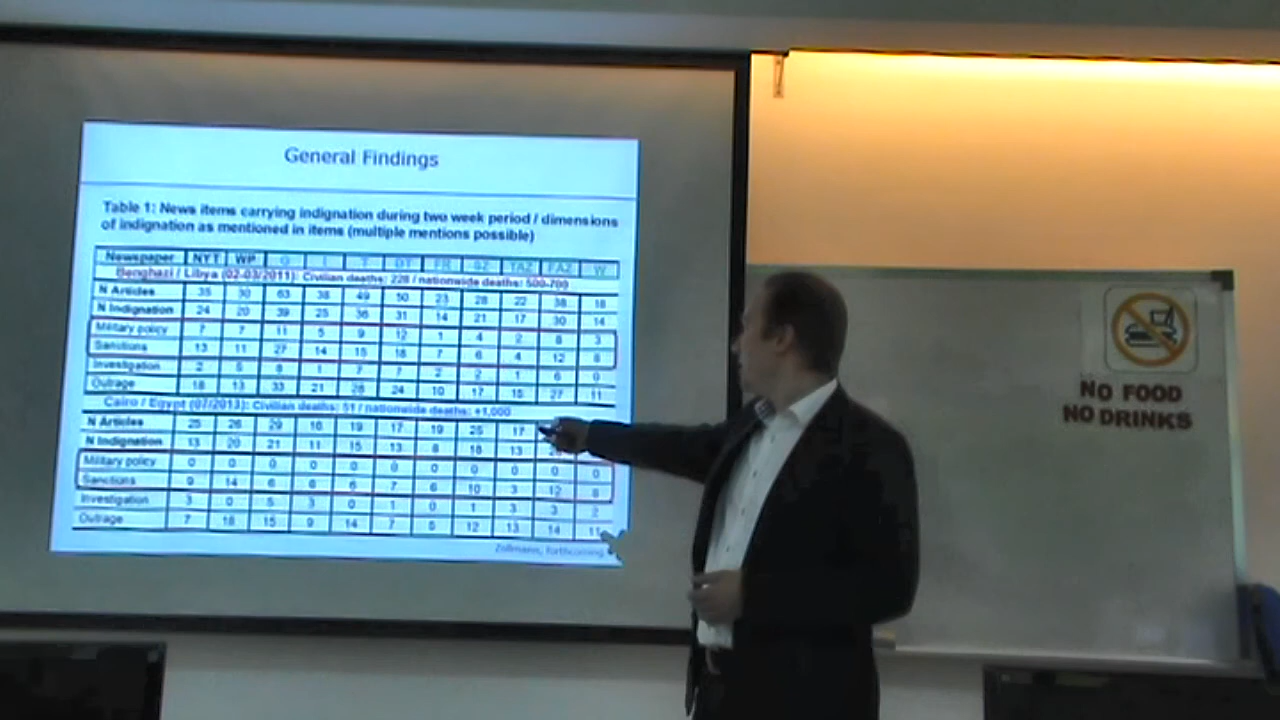 General Findings
Table 1: News items carrying indignation during two week period / dimensions
of indignation as mentioned in items (multiple mentions possible)
Newspaper NYT WP G I T DT FR SZ TAZ FAZ W
Benghazi / Libya (02-03/2011): Civilian deaths: 228 / nationwide deaths: 500-700
N Articles 35 30 63 38 49 50 23 28 22 38 18
N Indignation 24 20 39 25 36 31 14 21 17 30 14
Military policy 7 7 11 5 9 12 1 4 2 8 3
Sanctions 13 11 27 14 15 18 7 6 4 12 6
Investigation 2 5 8 1 7 7 2 2 1 6 0
Outrage 18 13 33 21 28 24 10 17 15 27 11
Cairo / Egypt (07/2013): Civilian deaths: 51 / nationwide deaths: +1,000
N Articles 25 26 29 16 19 17 19 25 17
N Indignation 13 20 21 11 15 13 8 18 13
Military policy 0 0 0 0 0 0 0 0 0 0 0
Sanctions 9 14 6 6 6 7 6 10 3 12 8
Investigation 3 0 5 3 0 1 0 1 3 3 2
Outrage 7 18 15 9 14 7 5 12 13 14 11
Zollmann, forthcoming
NO FOOD
NO DRINKS